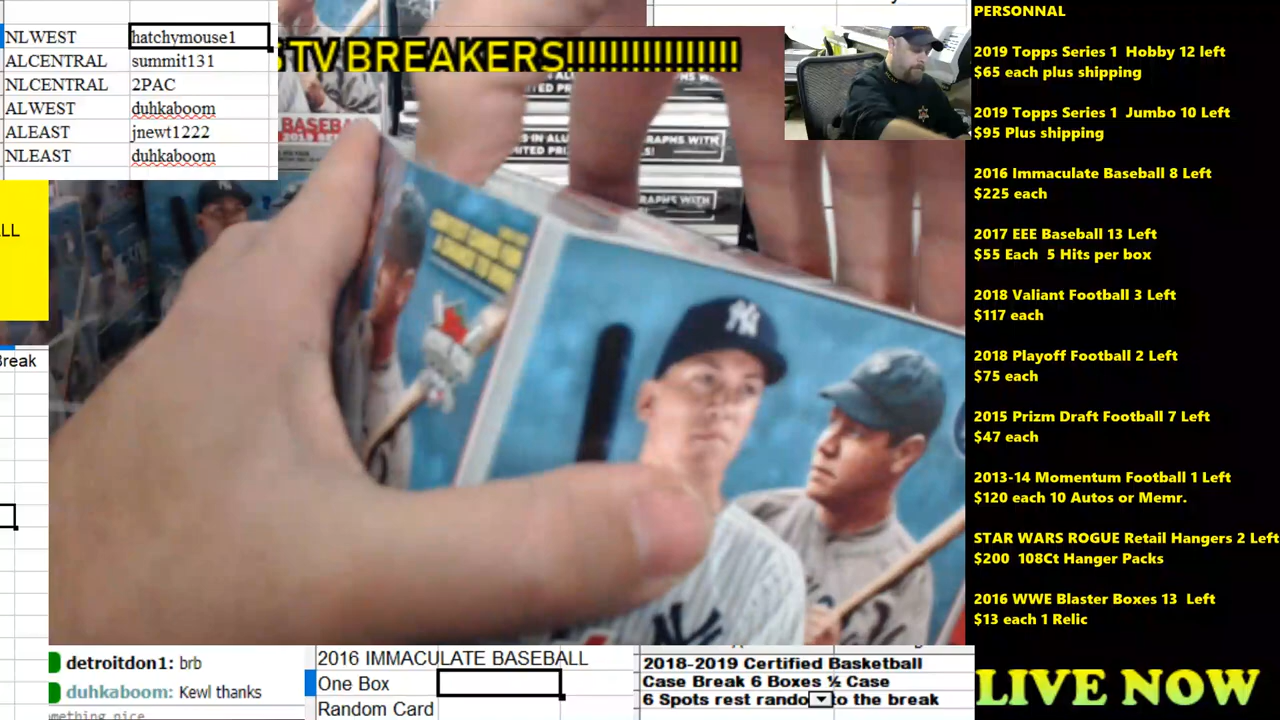 NLWEST hatchymouse1
ALCENTRAL summit131
NLCENTRAL 2PAC
ALWEST duhkaboom
ALEAST jnewt1222
NLEAST duhkaboom
STV BREAKERS!!!!!!!!!!!!!!!!!
LL
Break
PERSONNAL
2019 Topps Series 1 Hobby 12 left
$65 each plus shipping
2019 Topps Series 1 Jumbo 10 Left
$95 Plus shipping
2016 Immaculate Baseball 8 Left
$225 each
2017 EEE Baseball 13 Left
$55 Each 5 Hits per box
2018 Valiant Football 3 Left
$117 each
2018 Playoff Football 2 Left
$75 each
2015 Prizm Draft Football 7 Left
$47 each
2013-14 Momentum Football 1 Left
$120 each 10 Autos or Memr.
STAR WARS ROGUE Retail Hangers 2 Left
$200 108Ct Hanger Packs
2016 WWE Blaster Boxes 13 Left
$13 each 1 Relic
LIVE NOW
detroitdon1: brb
duhkaboom: Kewl thanks
2016 IMMACULATE BASEBALL
One Box
Random Card
2018-2019 Certified Basketball
Case Break 6 Boxes ½ Case
6 Spots rest rando to the break